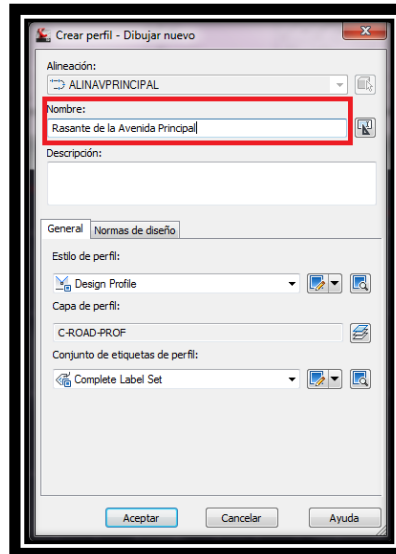 Crear perfil - Dibujar nuevo
Alineación:
ALINAVPRINCIPAL
Nombre:
Rasante de la Avenida Principal
Descripción:
General Normas de diseño
Estilo de perfil:
Design Profile
Capa de perfil:
C-ROAD-PROF
Conjunto de etiquetas de perfil:
Complete Label Set
Aceptar Cancelar Ayuda